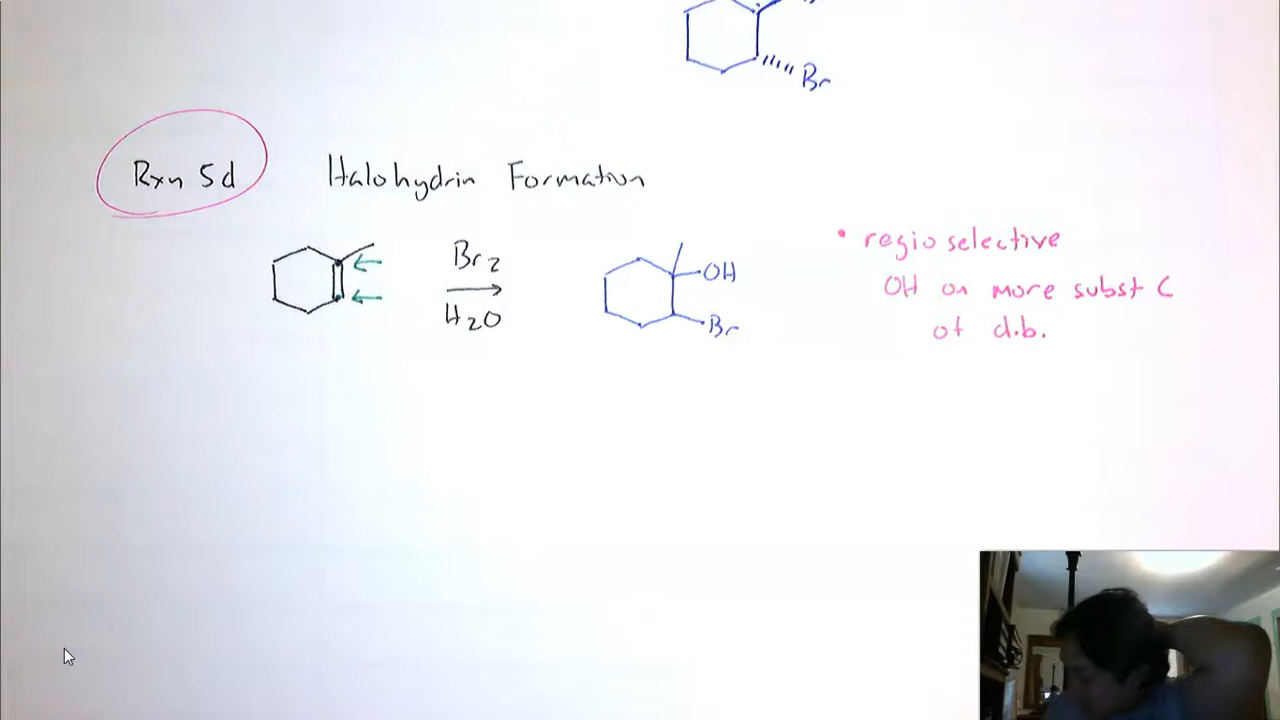 Br
Rxn 5d Halohydrin Formation
Br2
H2O
OH
Br
• regioselective
OH on more subst C
of d.b.